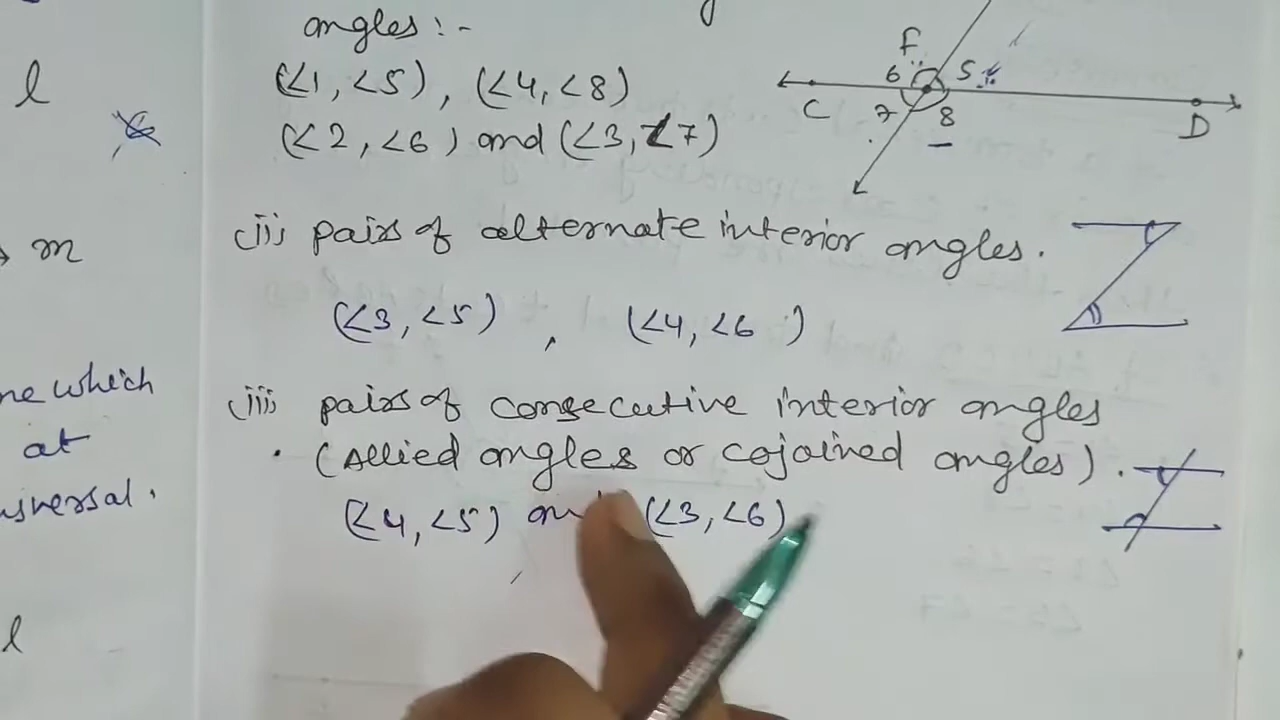 angles :-
l
(∠1, ∠5) , (∠4, ∠8)
(∠2, ∠6) and (∠3, ∠7)
F
6 5
C 7 8 D
m
(ii) pairs of alternate interior angles.
(∠3, ∠5) , (∠4, ∠6 )
which
at
(iii) pairs of consecutive interior angles
(Allied angles or cojoined angles).
(∠4, ∠5) (∠3, ∠6)
l